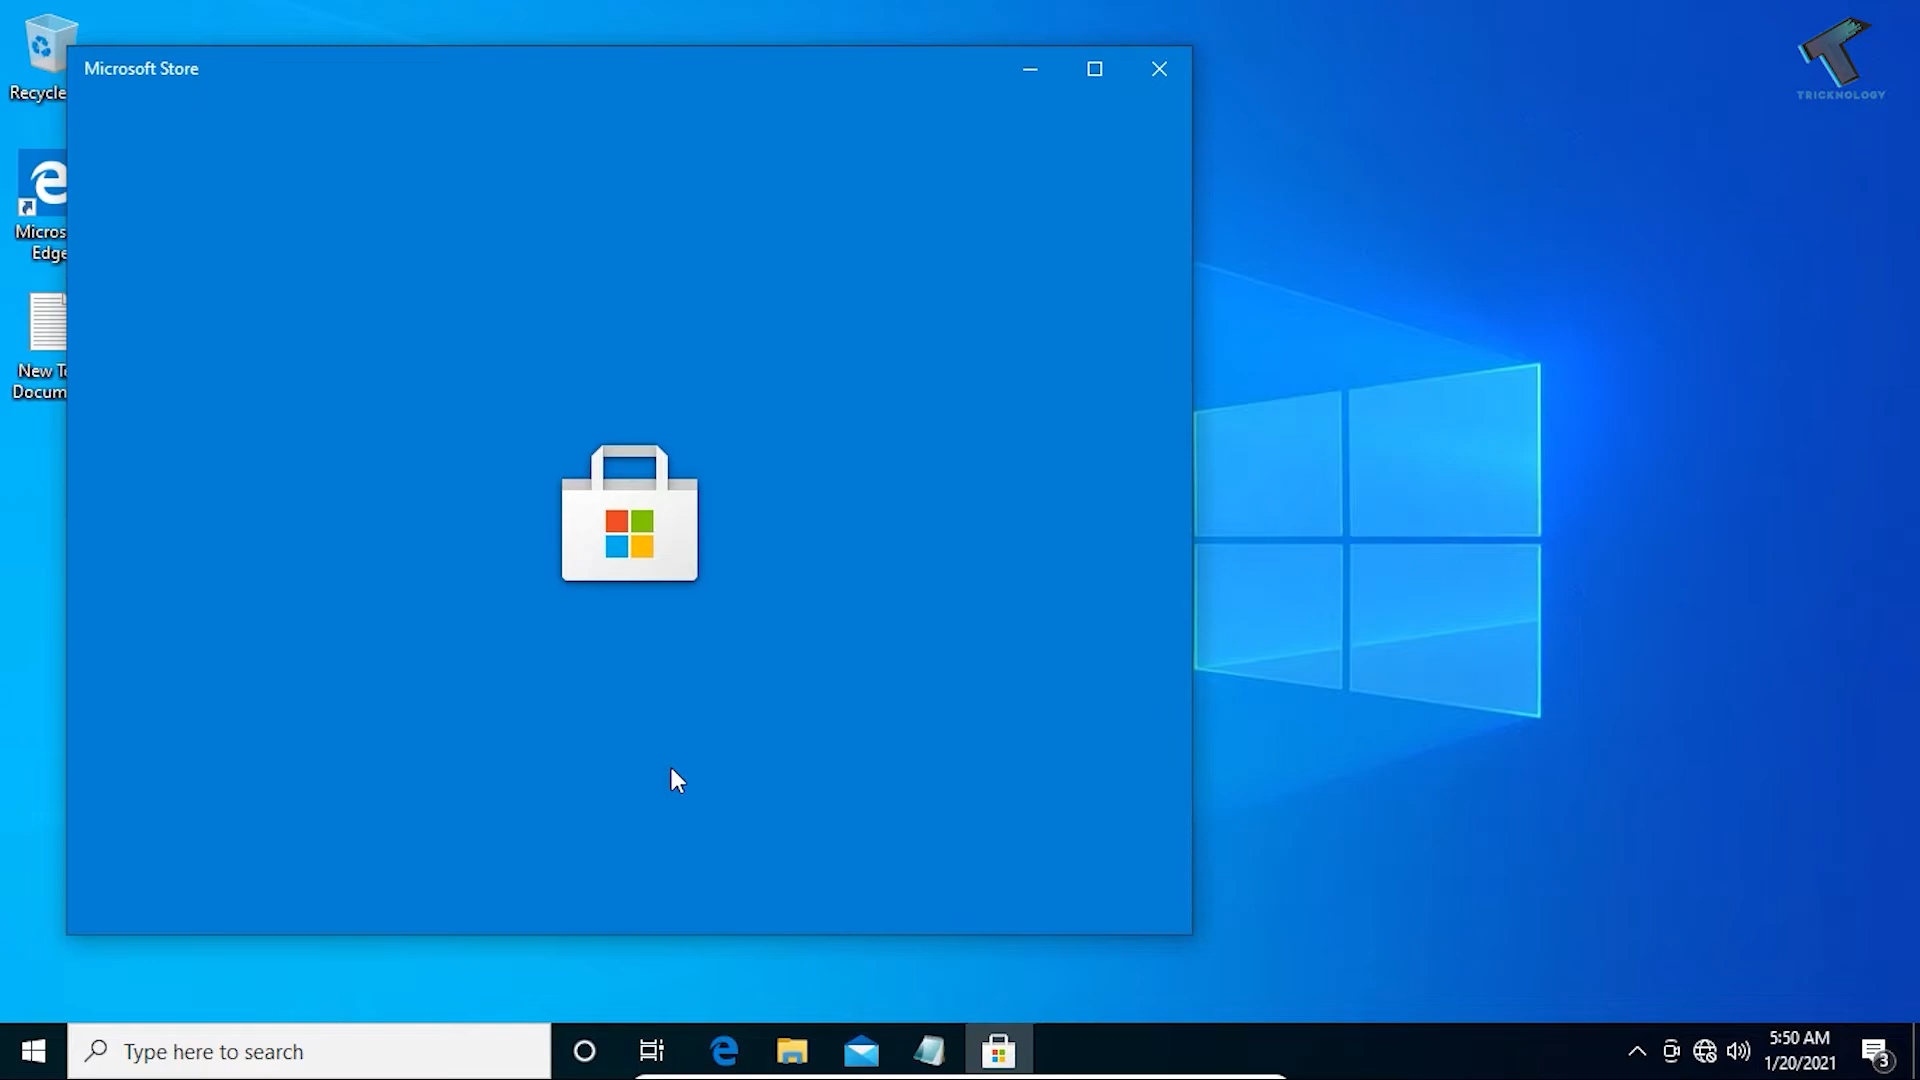 Recycle
Microsoft Store
TRICKNOLOGY
Micros
Edge
New T
Docum
Type here to search
5:50 AM
1/20/2021
3